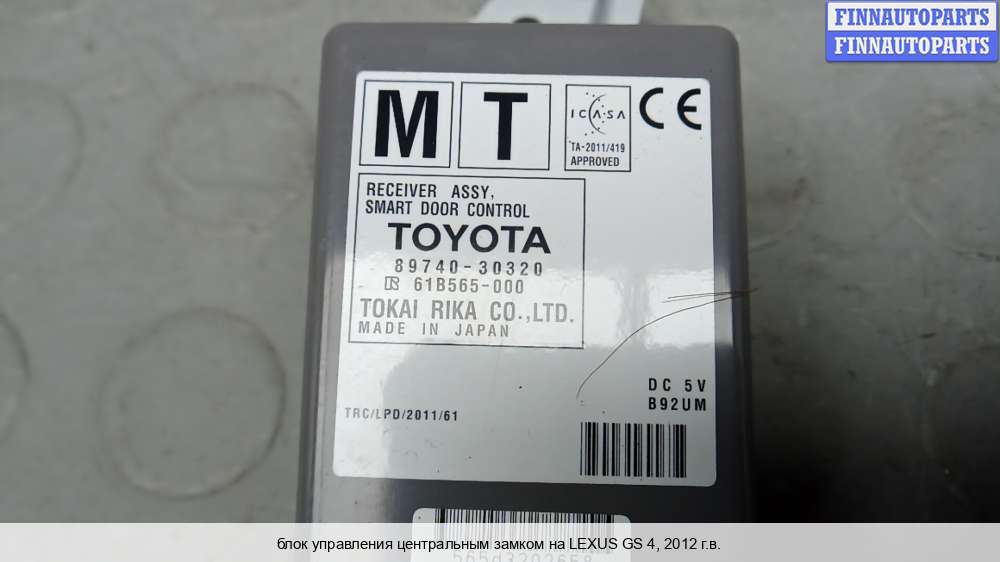 FINNAUTOPARTS
FINNAUTOPARTS
M T
ICASA
TA-2011/419
APPROVED
CE
RECEIVER ASSY,
SMART DOOR CONTROL
TOYOTA
89740-30320
61B565-000
TOKAI RIKA CO.,LTD.
MADE IN JAPAN
DC 5V
B92UM
TRC/LPD/2011/61
блок управления центральным замком на LEXUS GS 4, 2012 г.в.